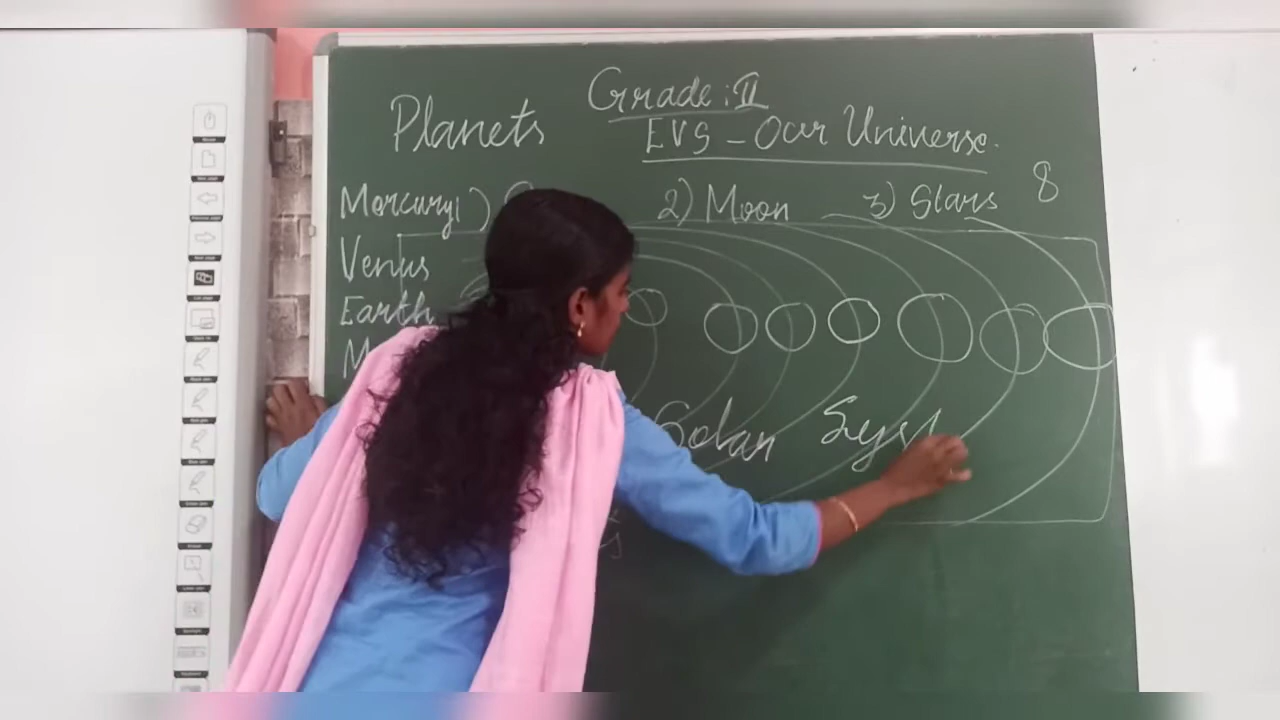 Grade : II
Planets
EVS - Our Universe.
Mercury 1)
2) Moon
3) Stars
8
Venus
Earth
Solar Syst